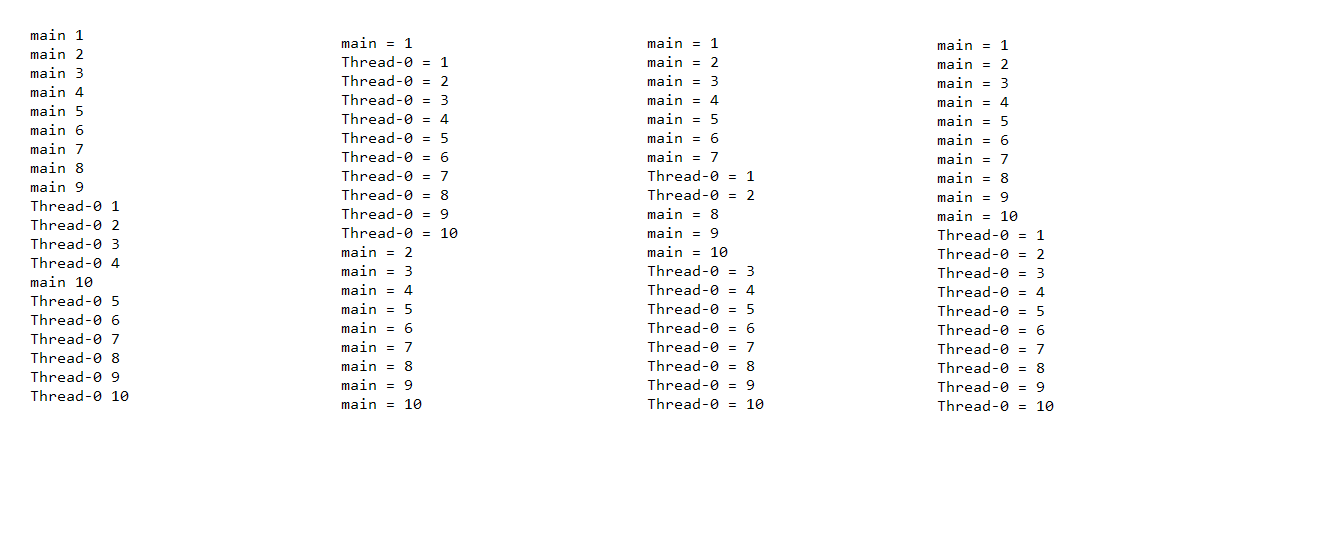 main 1
main 2
main 3
main 4
main 5
main 6
main 7
main 8
main 9
Thread-0 1
Thread-0 2
Thread-0 3
Thread-0 4
main 10
Thread-0 5
Thread-0 6
Thread-0 7
Thread-0 8
Thread-0 9
Thread-0 10
main = 1
Thread-0 = 1
Thread-0 = 2
Thread-0 = 3
Thread-0 = 4
Thread-0 = 5
Thread-0 = 6
Thread-0 = 7
Thread-0 = 8
Thread-0 = 9
Thread-0 = 10
main = 2
main = 3
main = 4
main = 5
main = 6
main = 7
main = 8
main = 9
main = 10
main = 1
main = 2
main = 3
main = 4
main = 5
main = 6
main = 7
Thread-0 = 1
Thread-0 = 2
main = 8
main = 9
main = 10
Thread-0 = 3
Thread-0 = 4
Thread-0 = 5
Thread-0 = 6
Thread-0 = 7
Thread-0 = 8
Thread-0 = 9
Thread-0 = 10
main = 1
main = 2
main = 3
main = 4
main = 5
main = 6
main = 7
main = 8
main = 9
main = 10
Thread-0 = 1
Thread-0 = 2
Thread-0 = 3
Thread-0 = 4
Thread-0 = 5
Thread-0 = 6
Thread-0 = 7
Thread-0 = 8
Thread-0 = 9
Thread-0 = 10